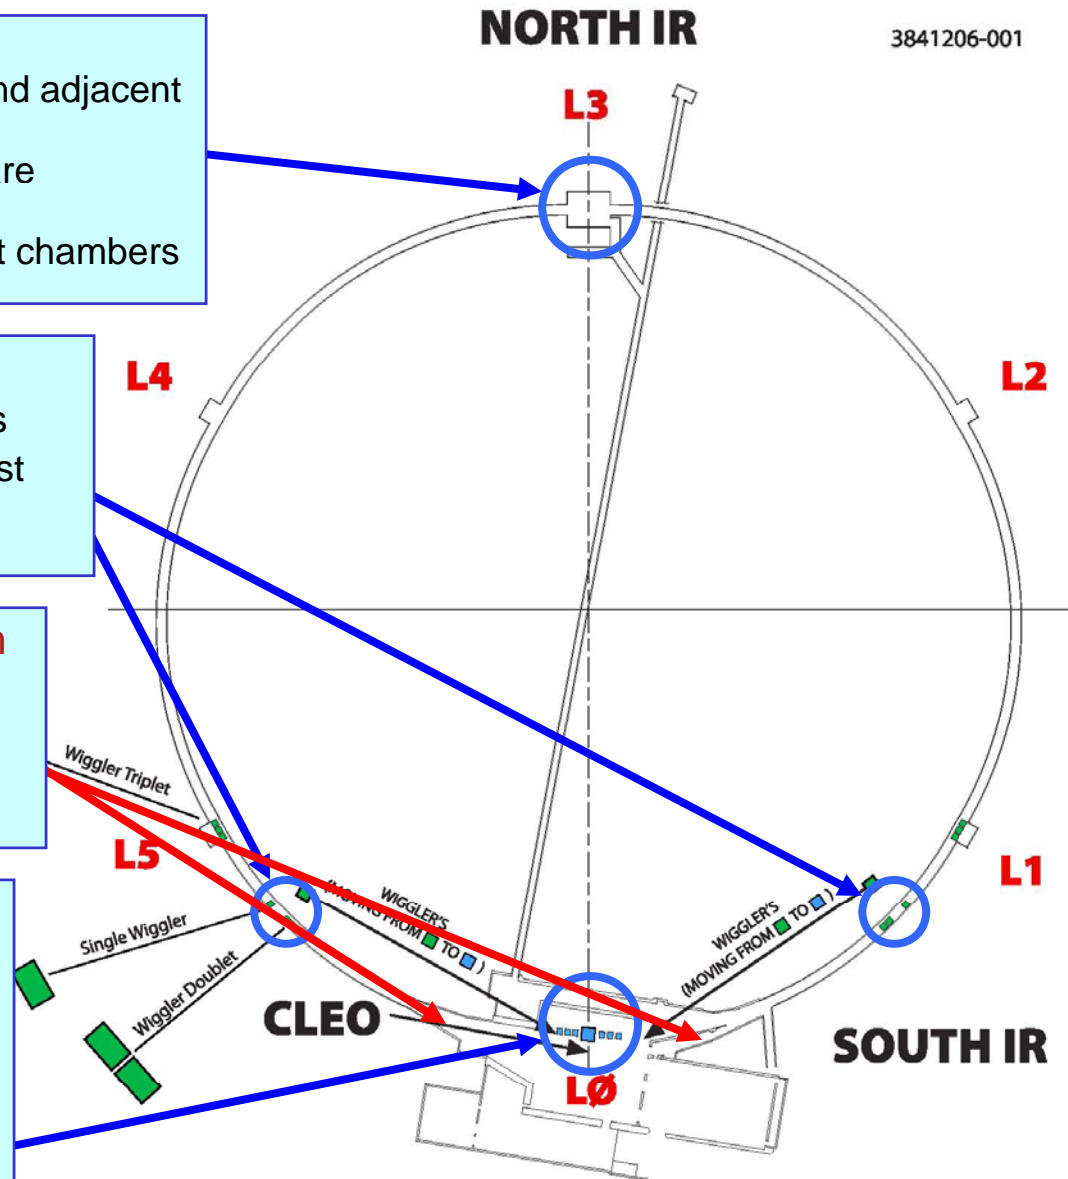 NORTH IR
3841206-001
nd adjacent
L3
re
t chambers
L4
L2
s
st
n
Wiggler Triplet
L5
L1
WIGGLER'S
(MOVING FROM TO )
WIGGLER'S
(MOVING FROM TO )
Single Wiggler
Wiggler Doublet
CLEO
SOUTH IR
LØ